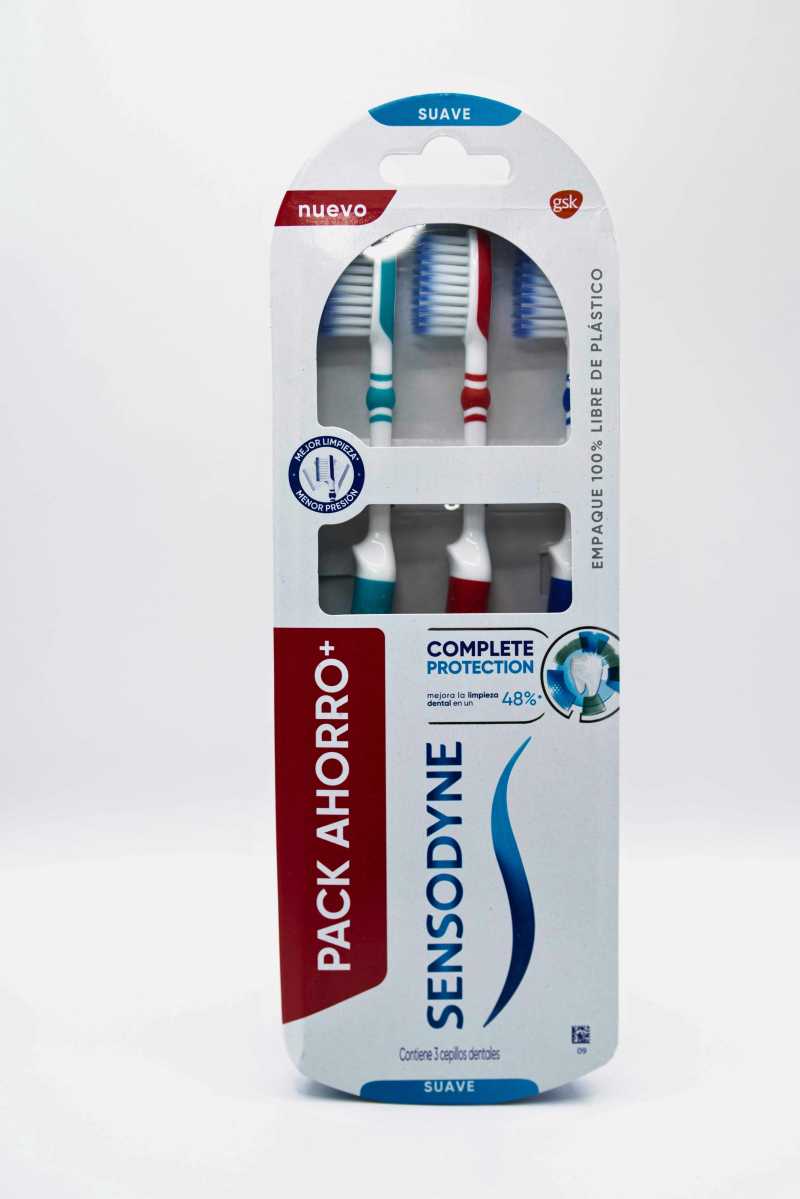 SUAVE
nuevo
gsk
EMPAQUE 100% LIBRE DE PLÁSTICO
MEJOR LIMPIEZA*
MENOR PRESIÓN
PACK AHORRO+
COMPLETE
PROTECTION
mejora la limpieza
dental en un 48%*
SENSODYNE
Contiene 3 cepillos dentales
09
SUAVE